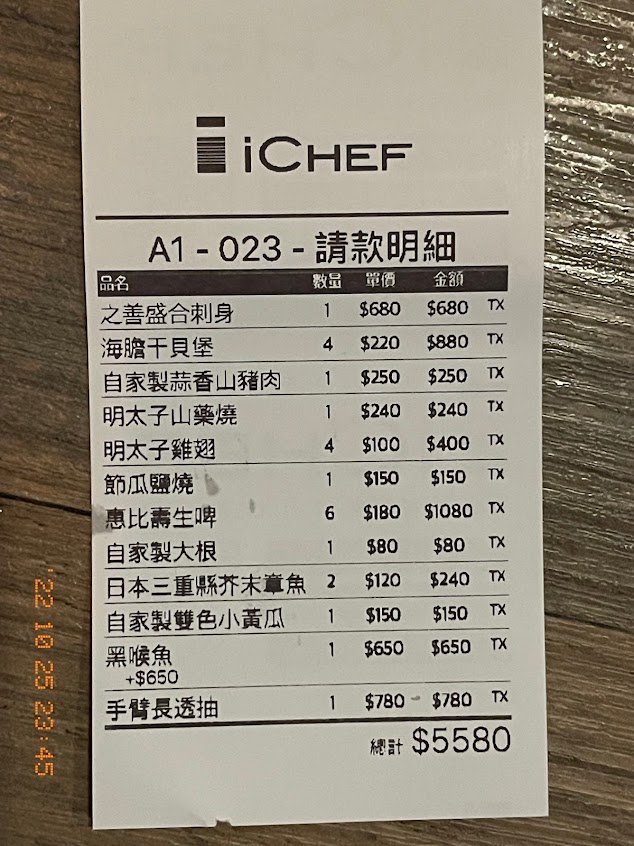 iCHEF
A1 - 023 - 請款明細
品名 數量 單價 金額
之善盛合刺身 1 $680 $680 TX
海膽干貝堡 4 $220 $880 TX
自家製蒜香山豬肉 1 $250 $250 TX
明太子山藥燒 1 $240 $240 TX
明太子雞翅 4 $100 $400 TX
節瓜鹽燒 1 $150 $150 TX
惠比壽生啤 6 $180 $1080 TX
自家製大根 1 $80 $80 TX
日本三重縣芥末章魚 2 $120 $240 TX
自家製雙色小黃瓜 1 $150 $150 TX
黑喉魚 1 $650 $650 TX
+$650
手臂長透抽 1 $780 $780 TX
總計 $5580
'22 10 25 23:45